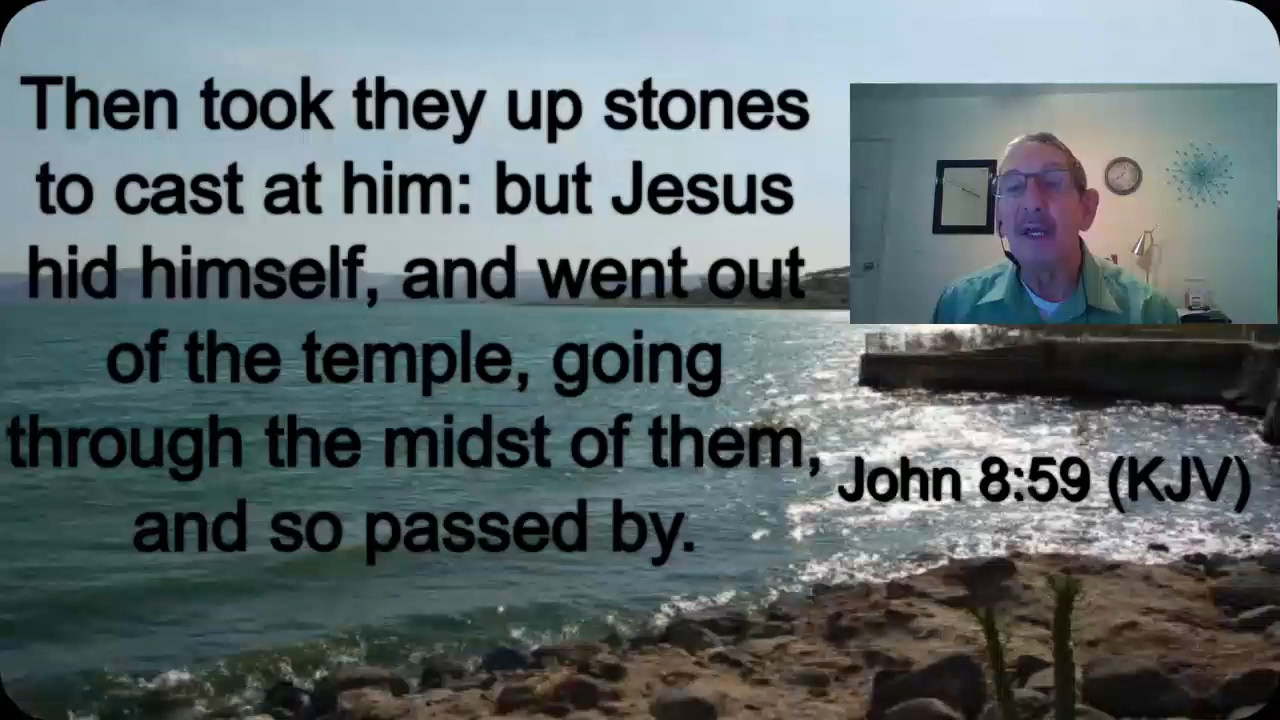 Then took they up stones
to cast at him: but Jesus
hid himself, and went out
of the temple, going
through the midst of them,
and so passed by.
John 8:59 (KJV)